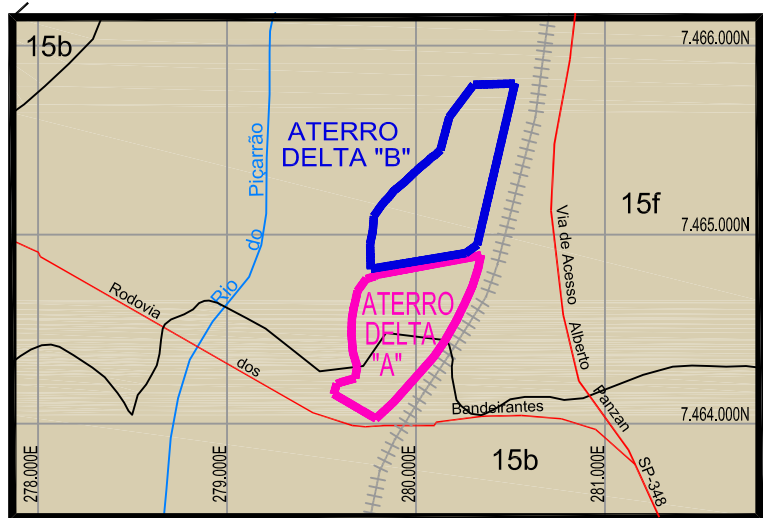 15b
7.466.000N
ATERRO
DELTA "B"
Rio do Piçarrão
15f
7.465.000N
Via de Acesso Alberto Panzan
SP-348
ATERRO
DELTA
"A"
Rodovia dos Bandeirantes
7.464.000N
15b
278.000E
279.000E
280.000E
281.000E